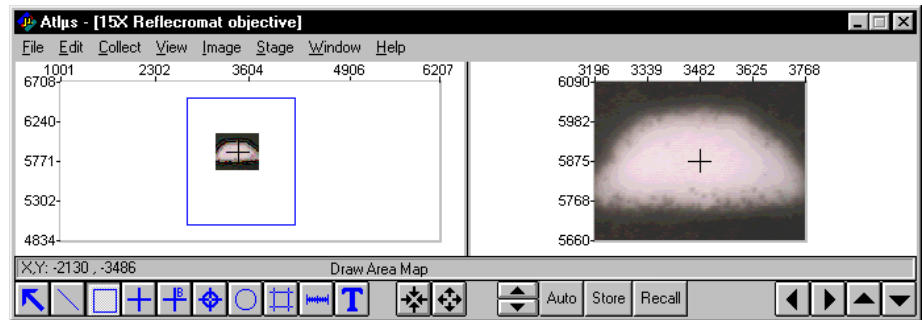 Atlµs - [15X Reflecromat objective]
File Edit Collect View Image Stage Window Help
1001 2302 3604 4906 6207
6708
6240
5771
5302
4834
3196 3339 3482 3625 3768
6090
5982
5875
5768
5660
X,Y: -2130 , -3486 Draw Area Map
B T Auto Store Recall